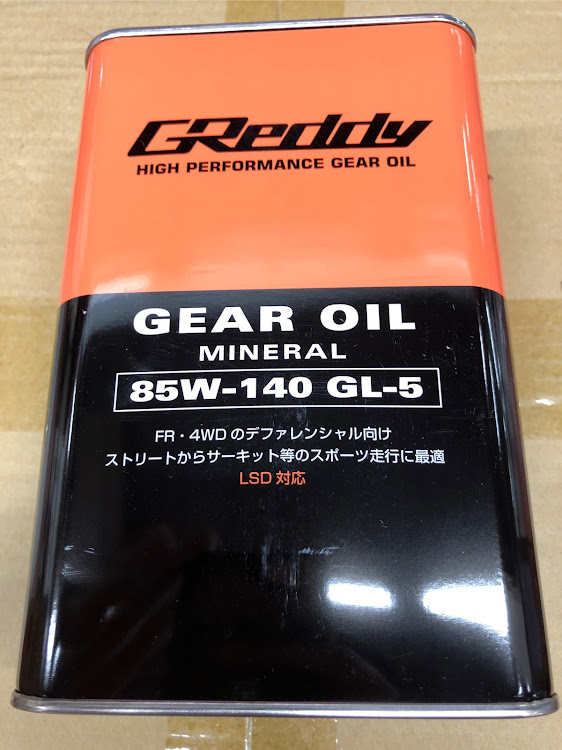 GReddy
HIGH PERFORMANCE GEAR OIL
GEAR OIL
MINERAL
85W-140 GL-5
FR・4WDのデファレンシャル向け
ストリートからサーキット等のスポーツ走行に最適
LSD対応